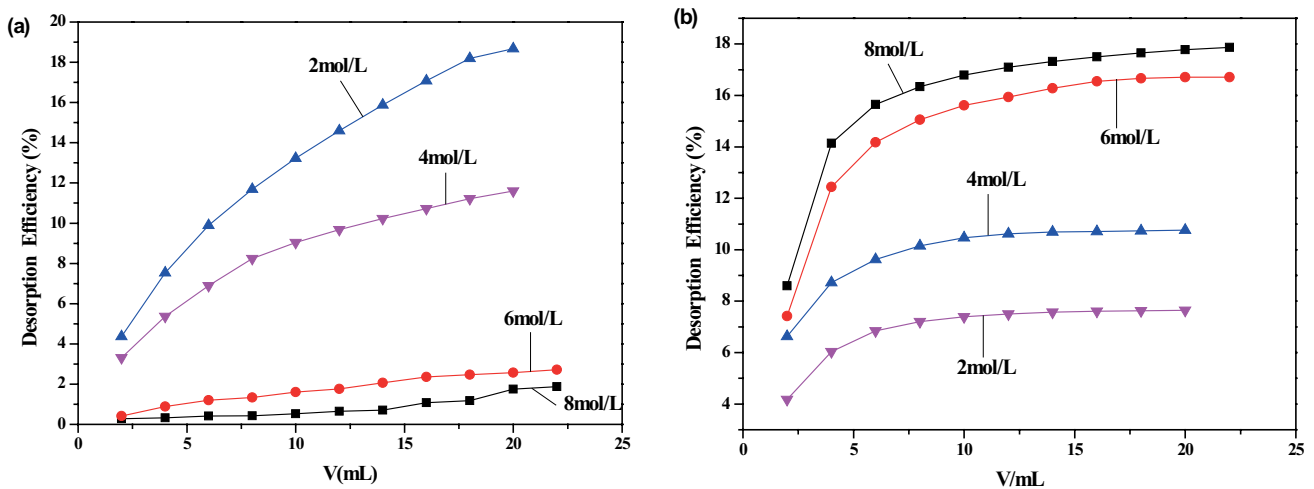 (a)
20
18
16
14
12
10
8
6
4
2
0
0
5
10
15
20
25
Desorption Efficiency (%)
V(mL)
2mol/L
4mol/L
6mol/L
8mol/L
(b)
18
16
14
12
10
8
6
4
0
5
10
15
20
25
Desorption Efficiency (%)
V/mL
8mol/L
6mol/L
4mol/L
2mol/L